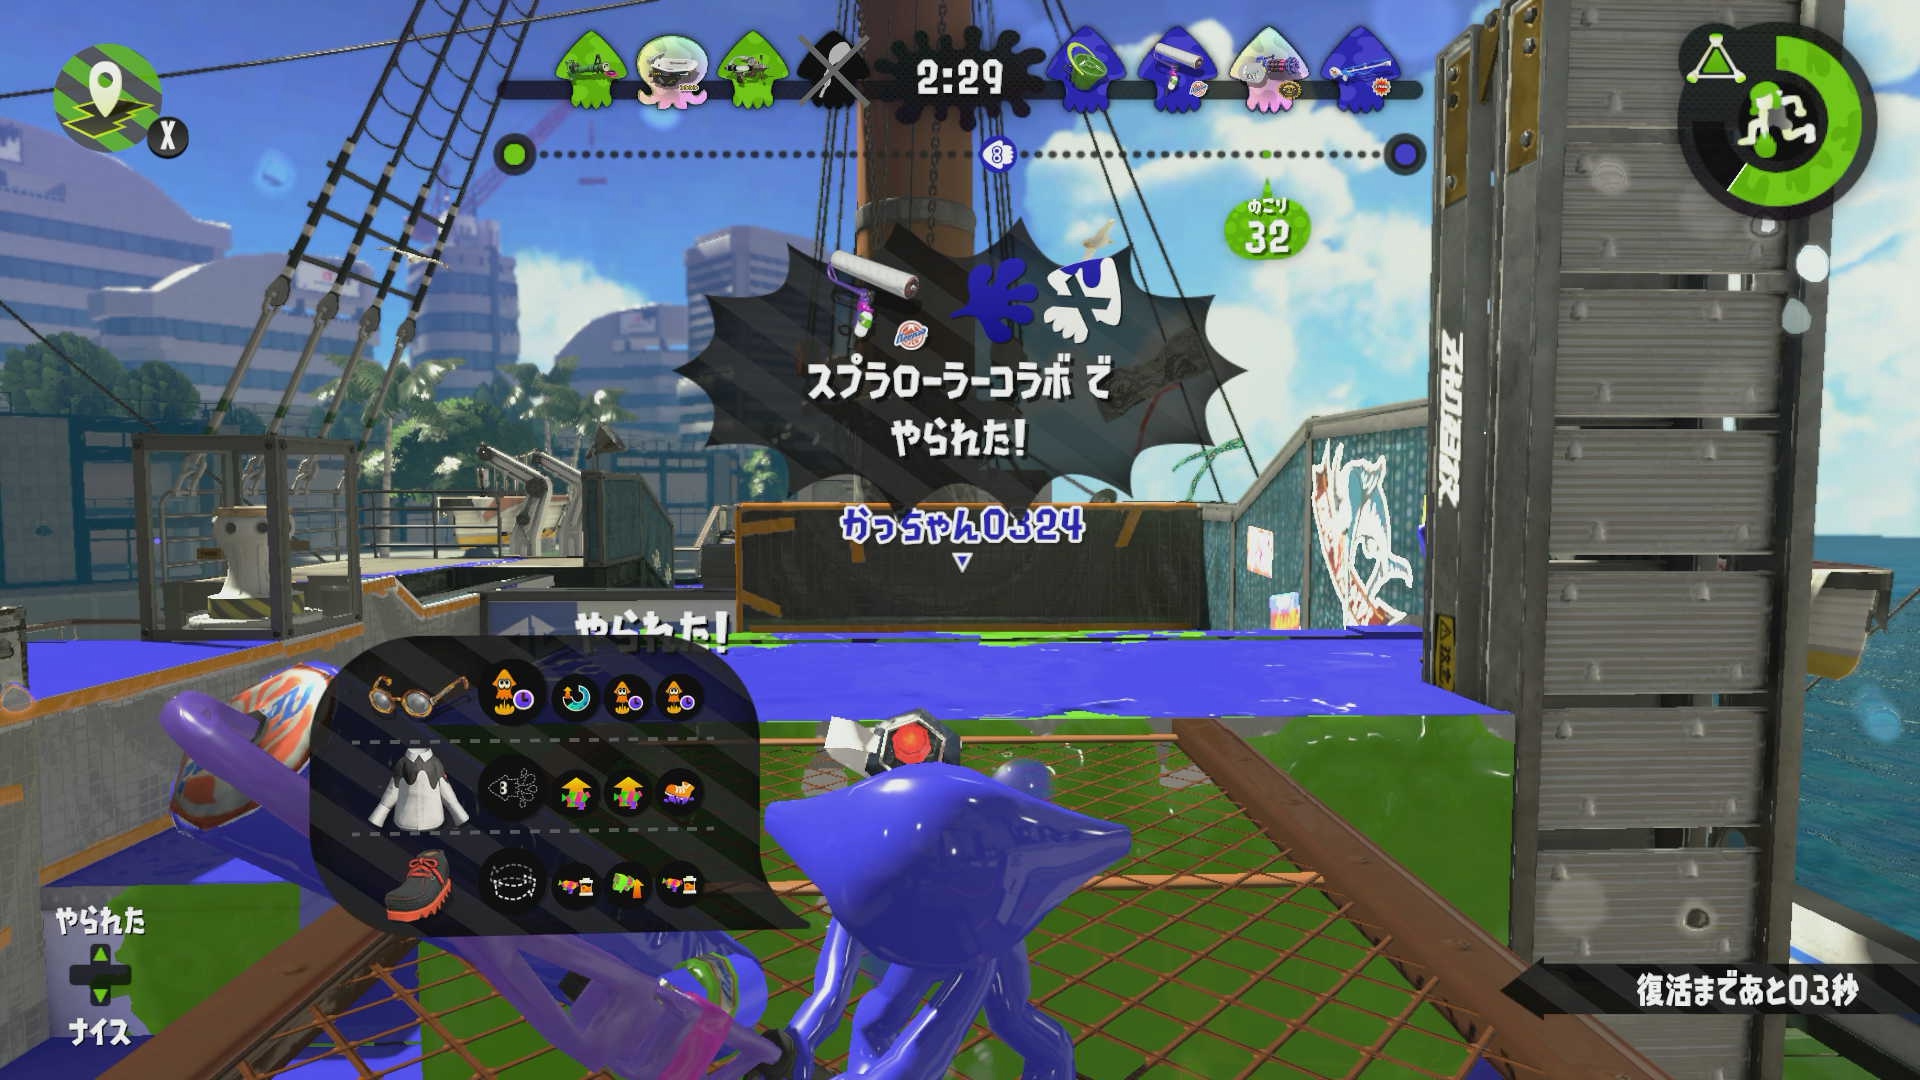 2:29
X
8
のこり
32
スプラローラーコラボ で
やられた!
かっちゃん0324
やられた!
3
やられた
ナイス
復活まであと03秒